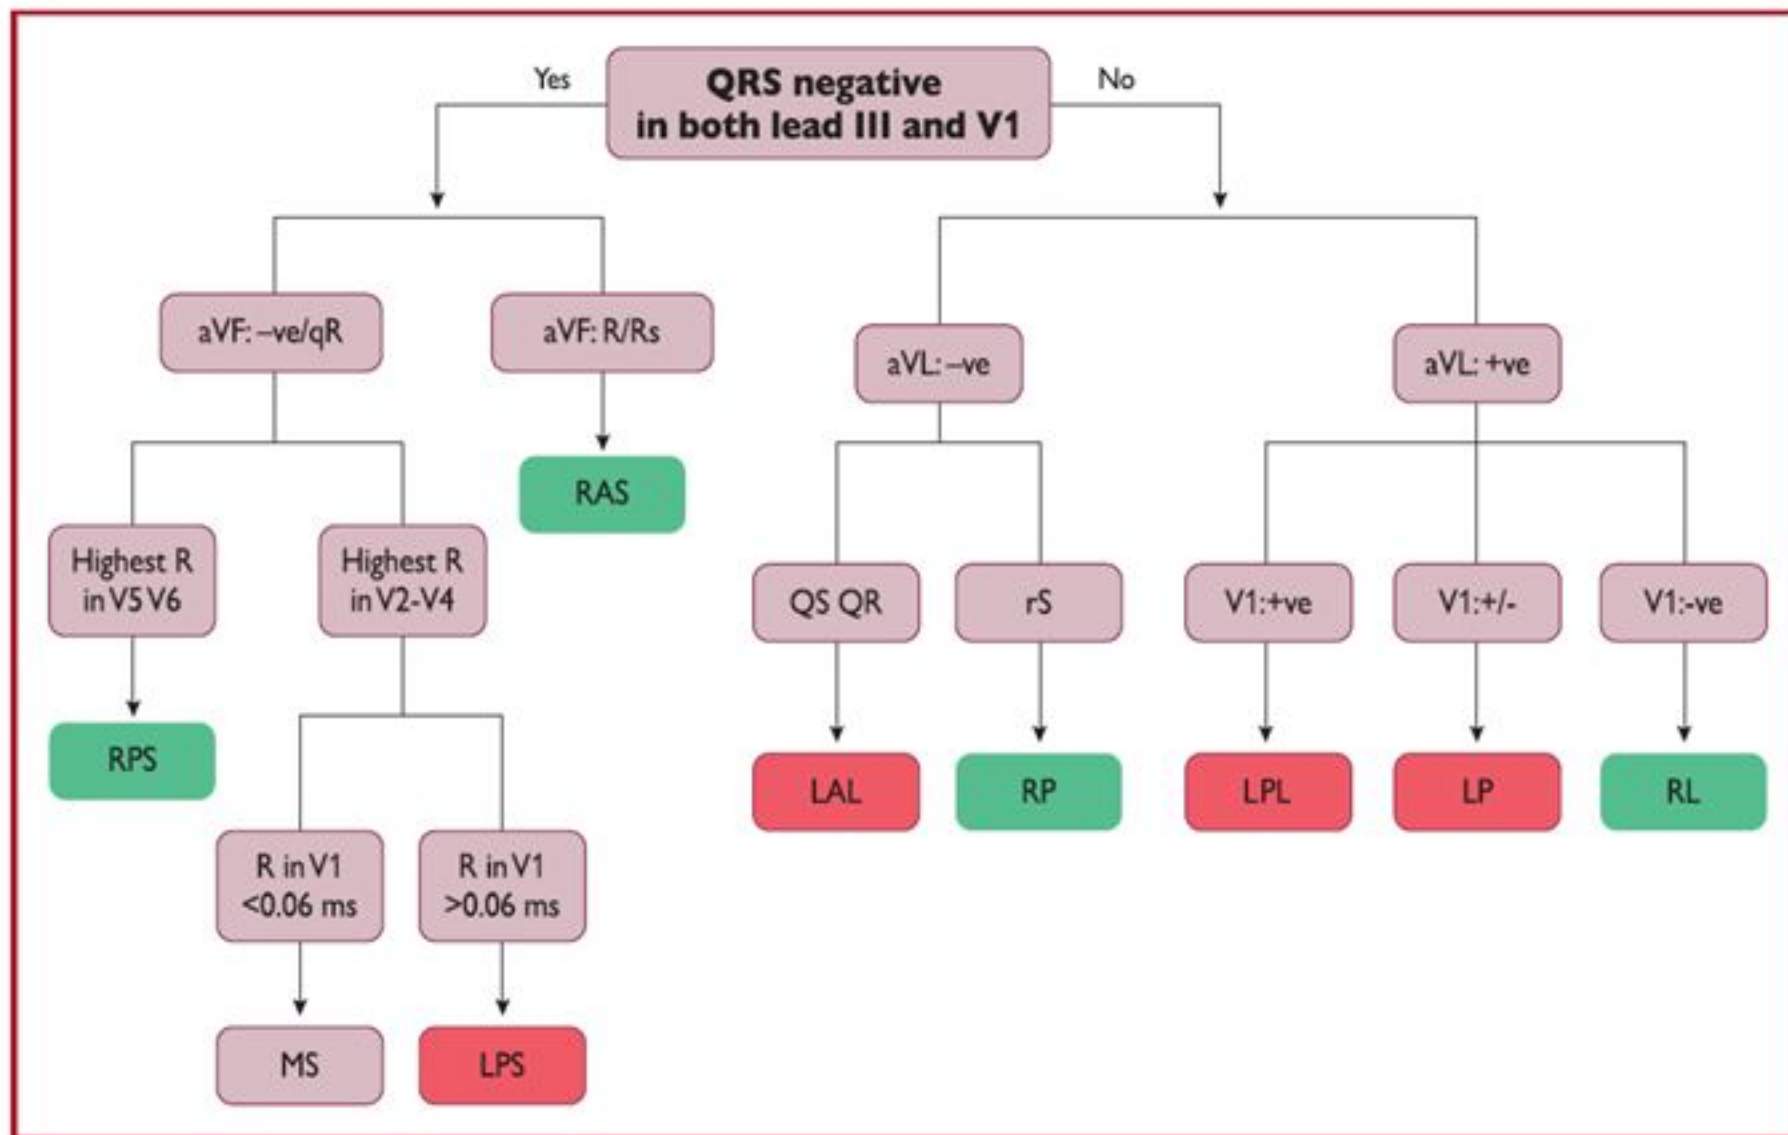 Yes
QRS negative
in both lead III and V1
No
aVF: –ve/qR
aVF: R/Rs
aVL: –ve
aVL: +ve
RAS
Highest R
in V5 V6
Highest R
in V2-V4
QS QR
rS
V1:+ve
V1:+/-
V1:-ve
RPS
LAL
RP
LPL
LP
RL
R in V1
<0.06 ms
R in V1
>0.06 ms
MS
LPS